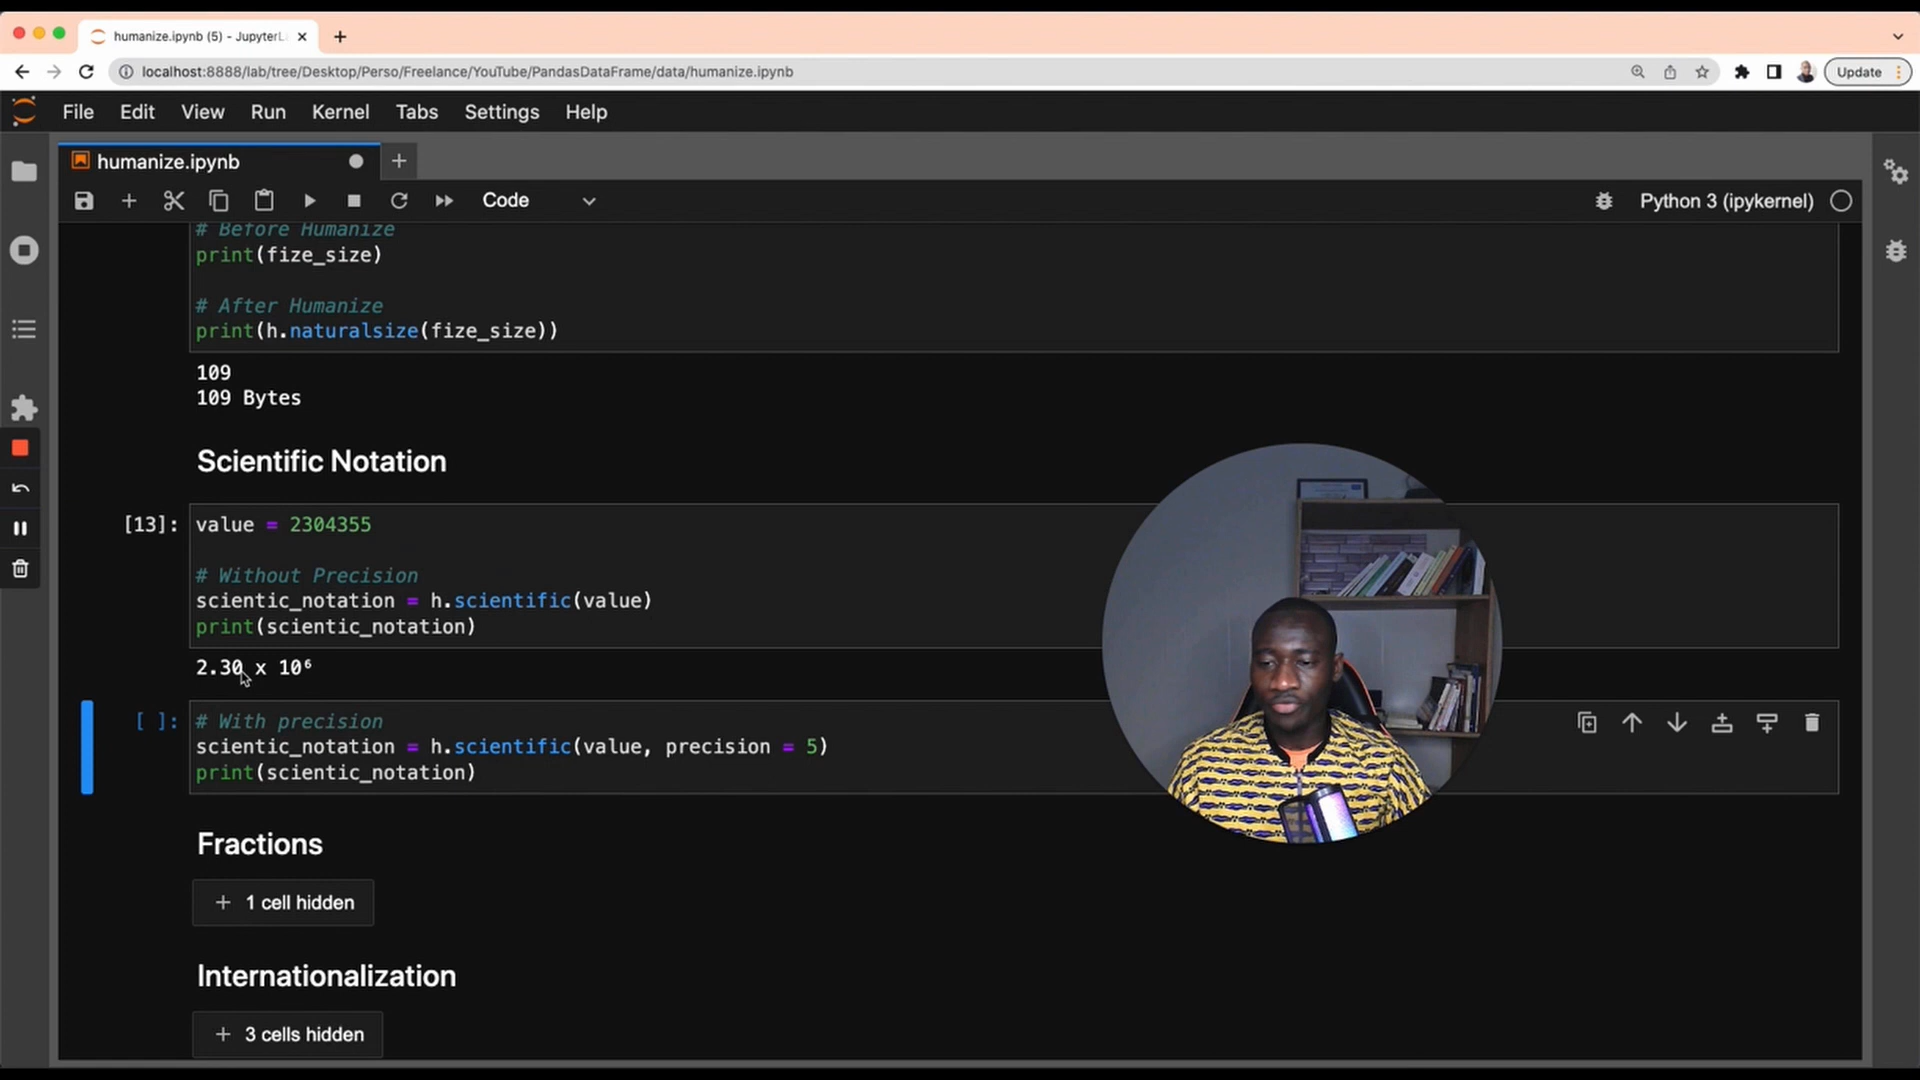 humanize.ipynb (5) - JupyterL
localhost:8888/lab/tree/Desktop/Perso/Freelance/YouTube/PandasDataFrame/data/humanize.ipynb
Update
File Edit View Run Kernel Tabs Settings Help
humanize.ipynb
Code
Python 3 (ipykernel)
# Before Humanize
print(fize_size)
# After Humanize
print(h.naturalsize(fize_size))
109
109 Bytes
Scientific Notation
[13]: value = 2304355
# Without Precision
scientic_notation = h.scientific(value)
print(scientic_notation)
2.30 x 10⁶
[ ]: # With precision
scientic_notation = h.scientific(value, precision = 5)
print(scientic_notation)
Fractions
+ 1 cell hidden
Internationalization
+ 3 cells hidden